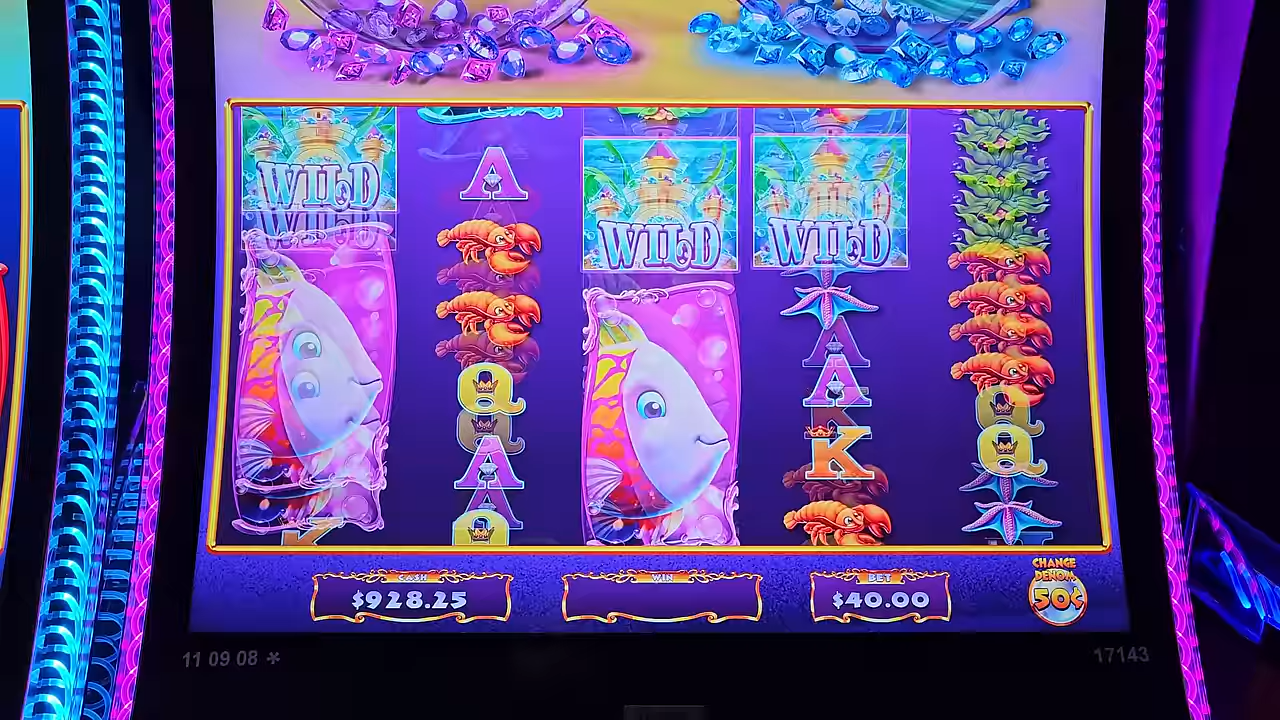 WILD
A
WILD
WILD
Q
A
K
A
Q
Q
K
CASH
$928.25
WIN
BET
$40.00
CHANGE
DENOM
50¢
11 09 08 *
17143